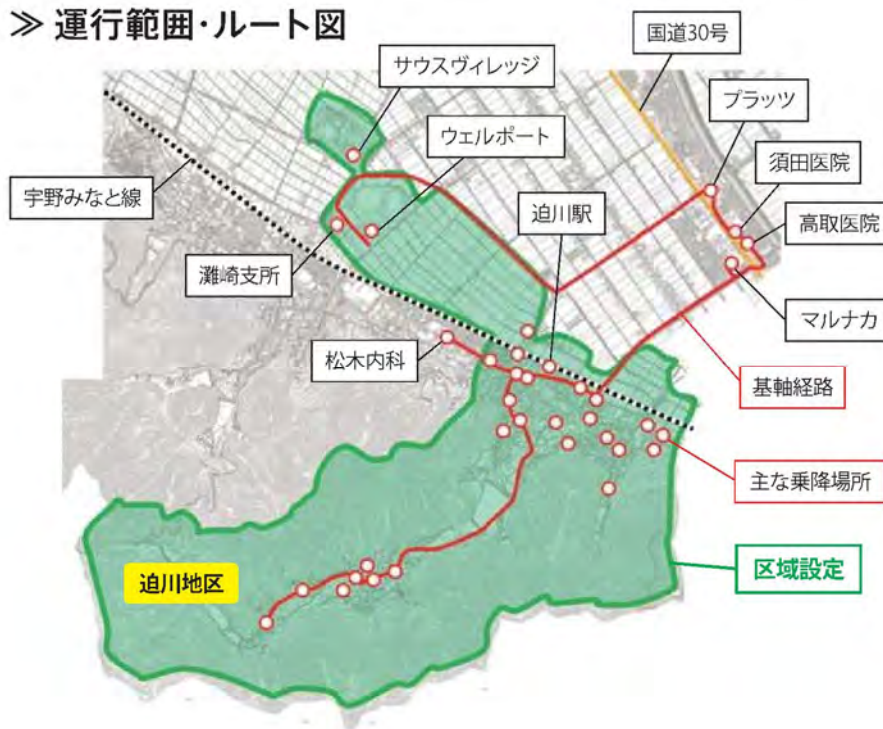 ≫ 運行範囲･ルート図
国道30号
サウスヴィレッジ
プラッツ
ウェルポート
須田医院
宇野みなと線
迫川駅
高取医院
灘崎支所
マルナカ
松木内科
基軸経路
主な乗降場所
区域設定
迫川地区